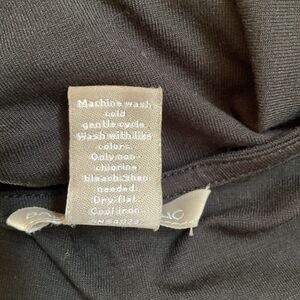 Machine wash
cold
gentle cycle.
Wash with like
colors.
Only non-
chlorine
bleach when
needed.
Dry flat.
Cool iron